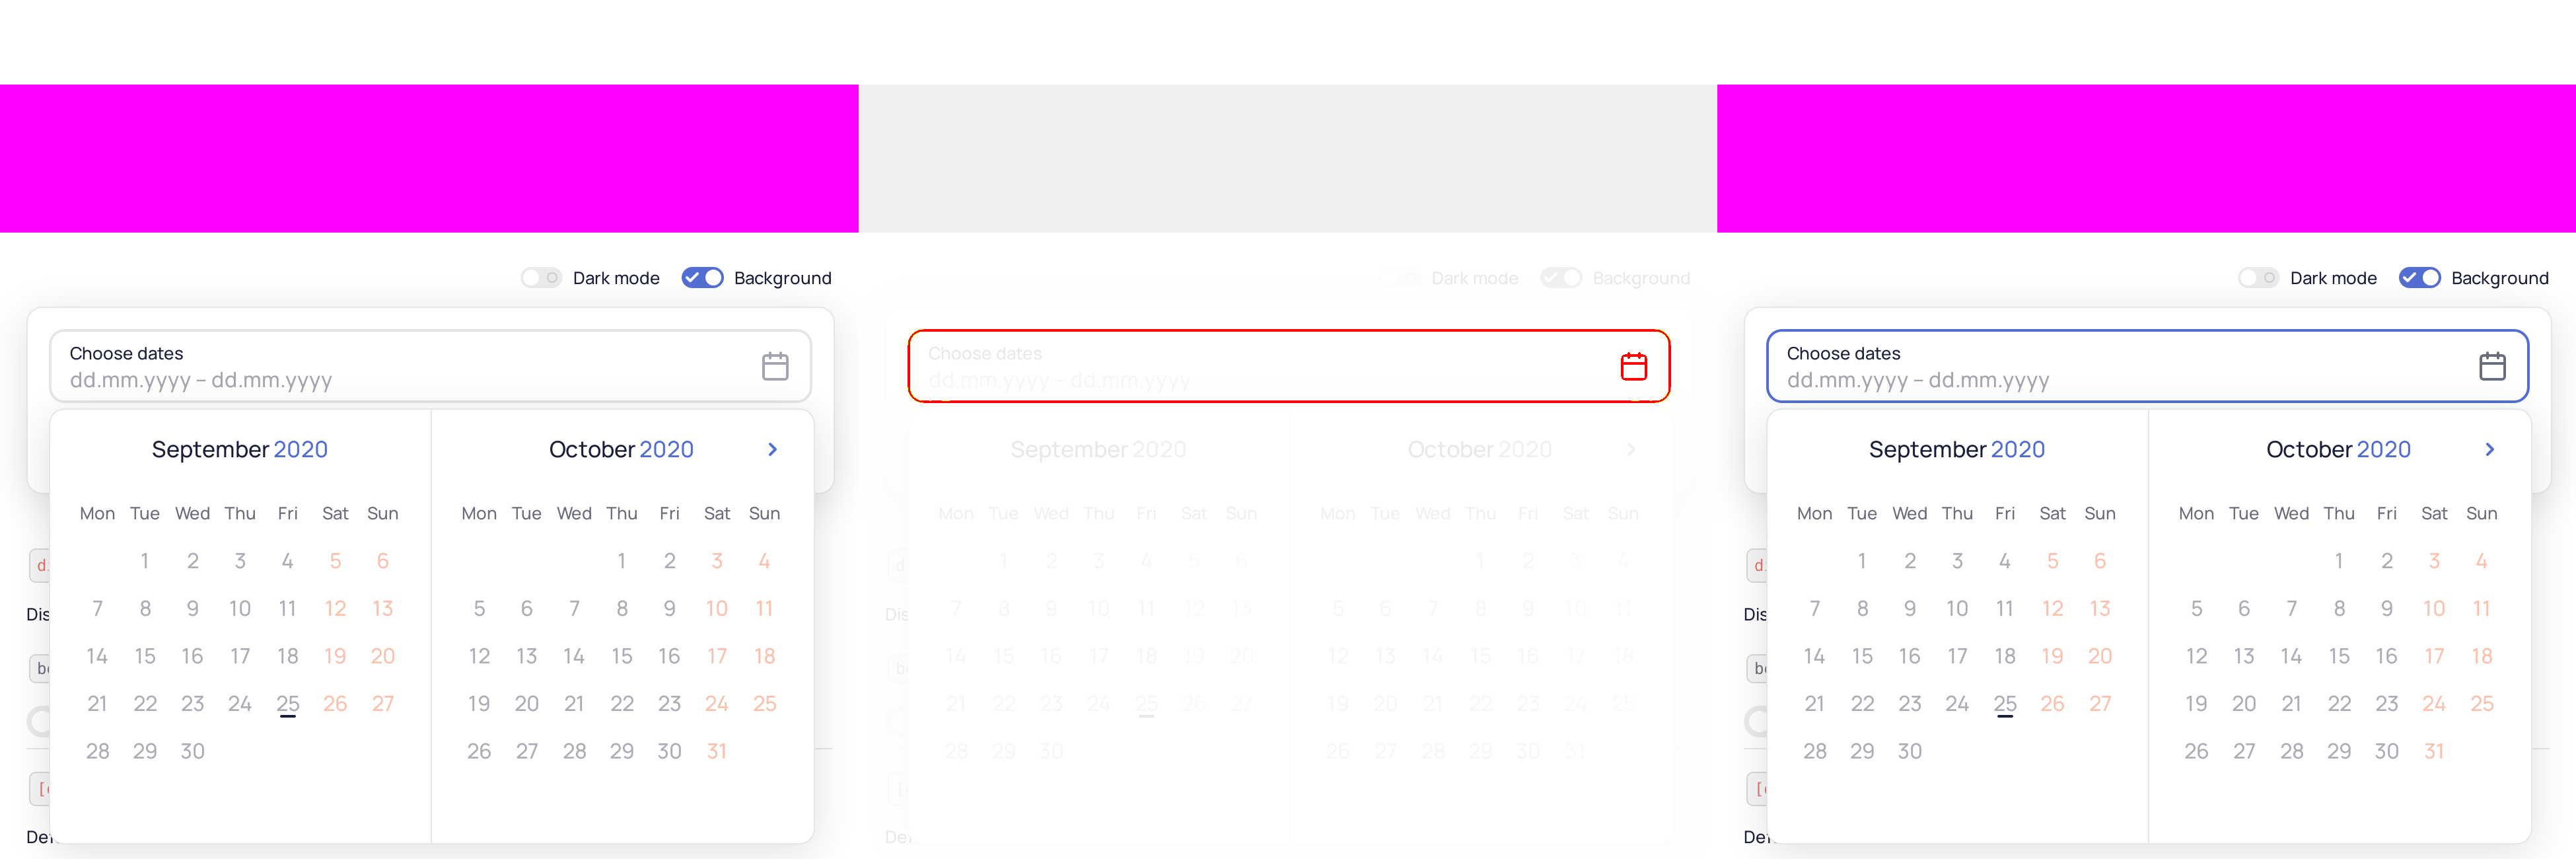 Dark mode
Background
Choose dates
dd.mm.yyyy – dd.mm.yyyy
September 2020
Mon Tue Wed Thu Fri Sat Sun
1 2 3 4 5 6
7 8 9 10 11 12 13
14 15 16 17 18 19 20
21 22 23 24 25 26 27
28 29 30
October 2020
Mon Tue Wed Thu Fri Sat Sun
1 2 3 4
5 6 7 8 9 10 11
12 13 14 15 16 17 18
19 20 21 22 23 24 25
26 27 28 29 30 31
Dis
Dark mode
Background
Choose dates
dd.mm.yyyy – dd.mm.yyyy
September 2020
Mon Tue Wed Thu Fri Sat Sun
1 2 3 4 5 6
7 8 9 10 11 12 13
14 15 16 17 18 19 20
21 22 23 24 25 26 27
28 29 30
October 2020
Mon Tue Wed Thu Fri Sat Sun
1 2 3 4
5 6 7 8 9 10 11
12 13 14 15 16 17 18
19 20 21 22 23 24 25
26 27 28 29 30 31
Dis
Dark mode
Background
Choose dates
dd.mm.yyyy – dd.mm.yyyy
September 2020
Mon Tue Wed Thu Fri Sat Sun
1 2 3 4 5 6
7 8 9 10 11 12 13
14 15 16 17 18 19 20
21 22 23 24 25 26 27
28 29 30
October 2020
Mon Tue Wed Thu Fri Sat Sun
1 2 3 4
5 6 7 8 9 10 11
12 13 14 15 16 17 18
19 20 21 22 23 24 25
26 27 28 29 30 31
Dis